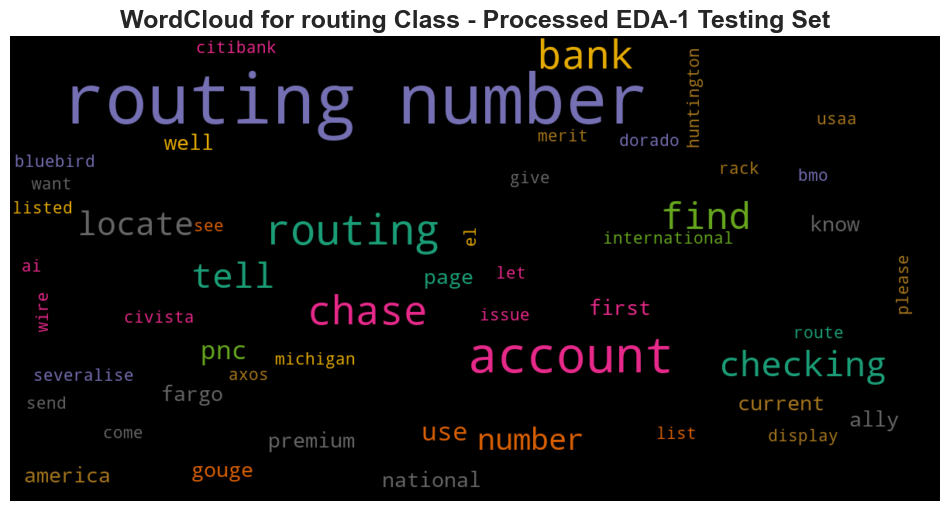 WordCloud for routing Class - Processed EDA-1 Testing Set
citibank
bank
huntington
routing number
usaa
well
merit
dorado
bluebird
rack
want
give
bmo
listed
locate
see
routing
el
find
know
international
ai
tell
page
let
please
wire
civista
chase
issue
first
route
pnc
michigan
account
checking
severalise
axos
fargo
send
current
ally
come
premium
use
number
list
display
america
gouge
national